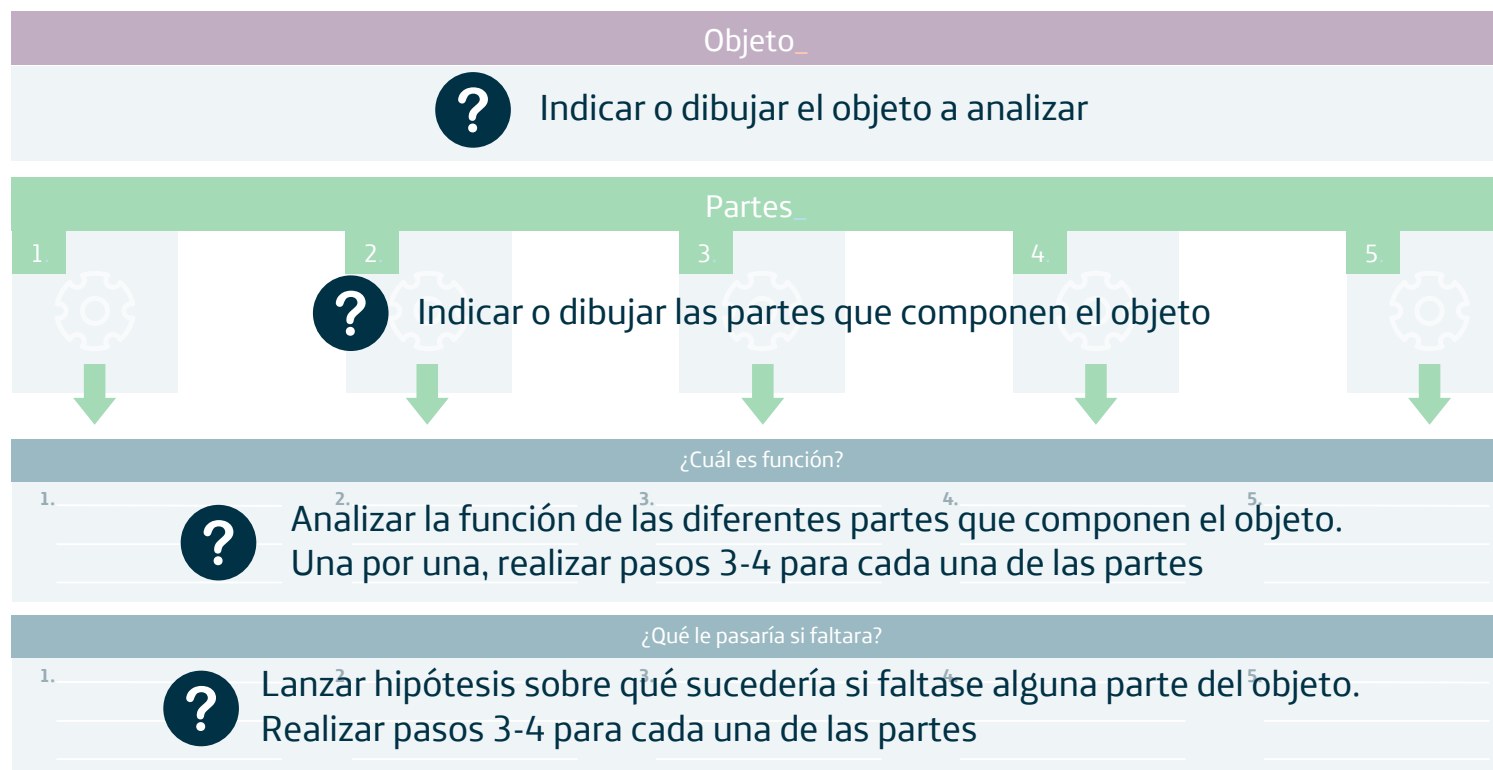 Objeto_
? Indicar o dibujar el objeto a analizar
Partes_
1. 2. 3. 4. 5.
? Indicar o dibujar las partes que componen el objeto
¿Cuál es función?
1. 2. 3. 4. 5.
? Analizar la función de las diferentes partes que componen el objeto.
Una por una, realizar pasos 3-4 para cada una de las partes
¿Qué le pasaría si faltara?
1. 2. 3. 4. 5.
? Lanzar hipótesis sobre qué sucedería si faltase alguna parte del objeto.
Realizar pasos 3-4 para cada una de las partes